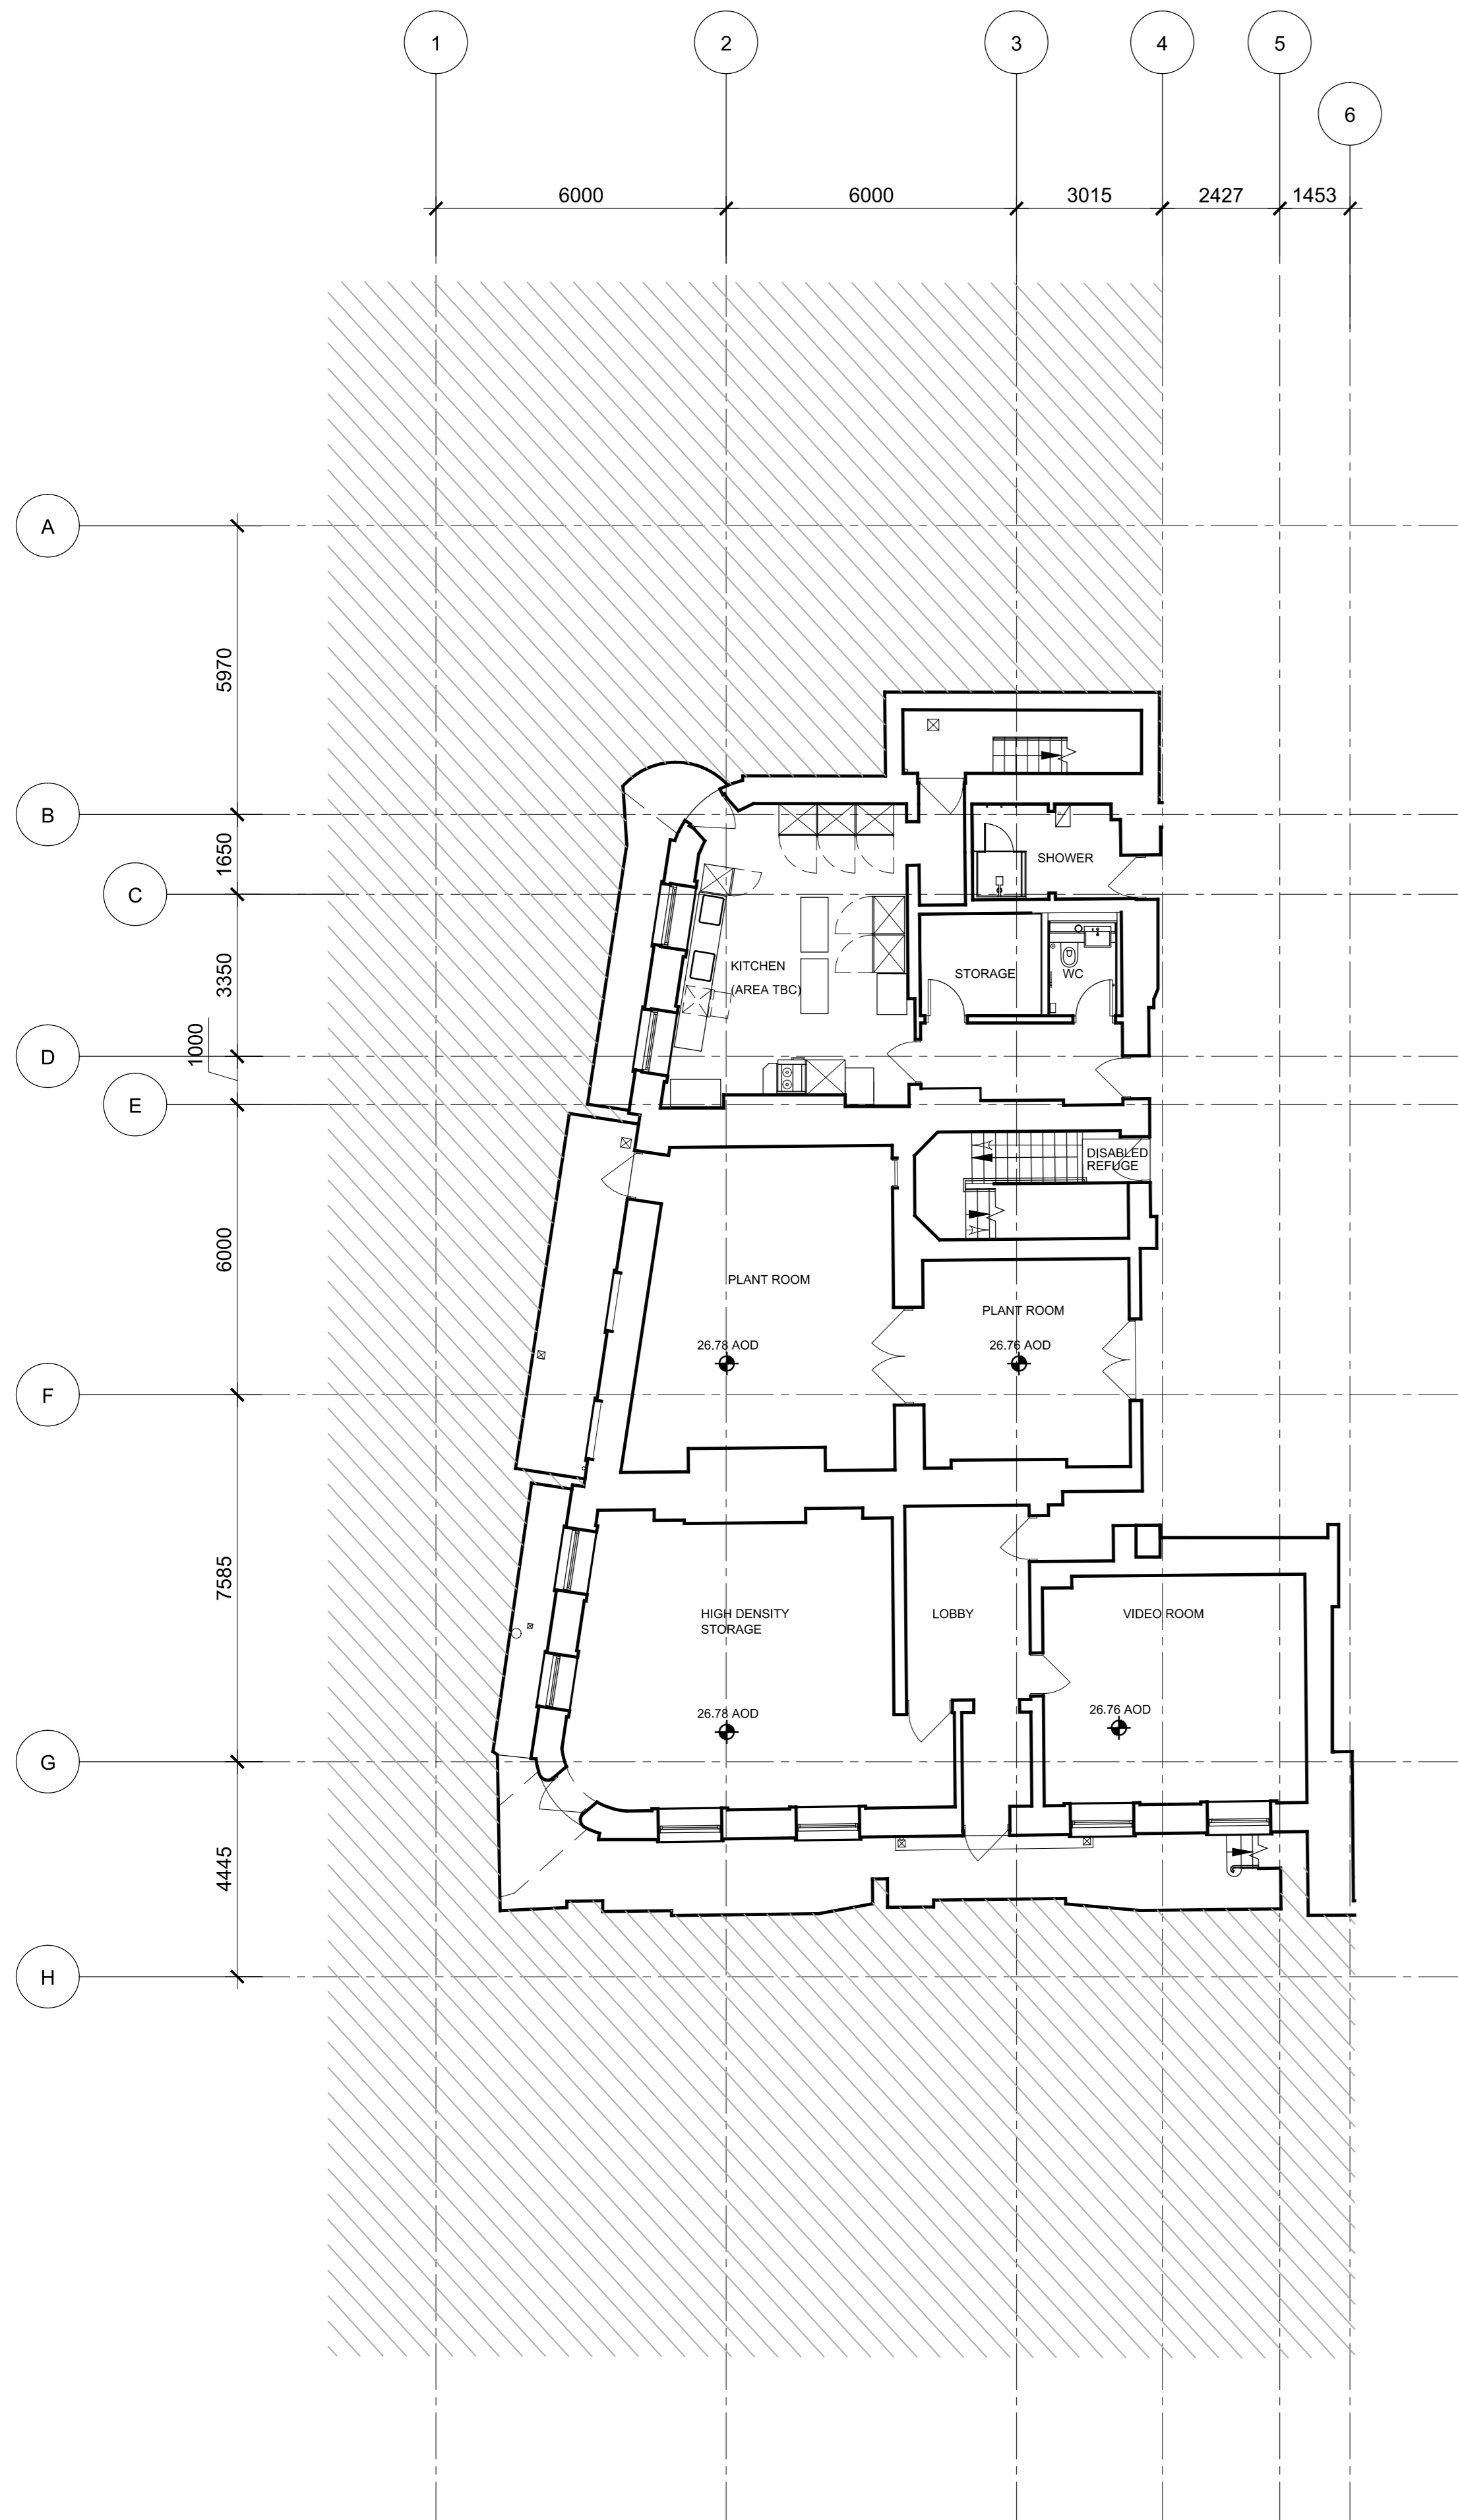 1
2
3
4
5
6
6000
6000
3015
2427
1453
A
5970
B
1650
C
SHOWER
3350
KITCHEN
(AREA TBC)
STORAGE
WC
D
1000
E
DISABLED
REFUGE
6000
PLANT ROOM
PLANT ROOM
26.78 AOD
26.76 AOD
F
7585
HIGH DENSITY
STORAGE
LOBBY
VIDEO ROOM
26.78 AOD
26.76 AOD
G
4445
H